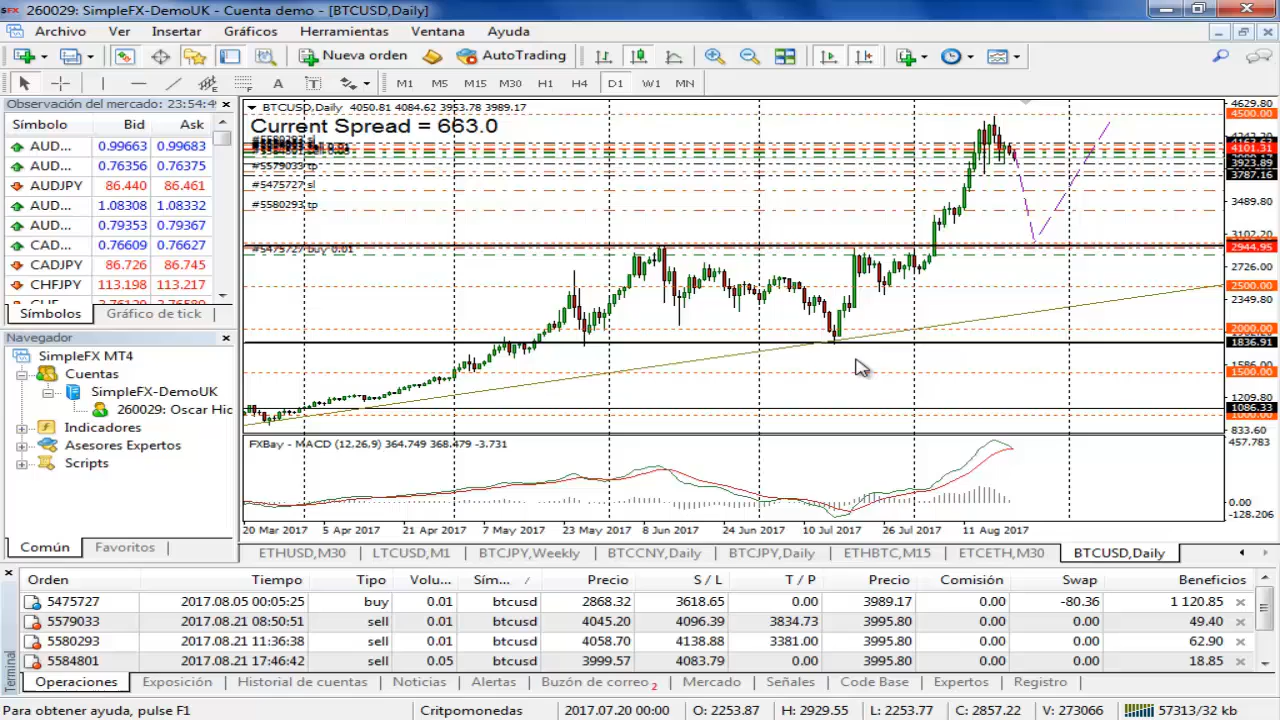 260029: SimpleFX-DemoUK - Cuenta demo - [BTCUSD,Daily]
Archivo Ver Insertar Gráficos Herramientas Ventana Ayuda
Nueva orden AutoTrading
M1 M5 M15 M30 H1 H4 D1 W1 MN
Observación del mercado: 23:54:49
Símbolo Bid Ask
AUD... 0.99663 0.99683
AUD... 0.76356 0.76375
AUDJPY 86.440 86.461
AUD... 1.08308 1.08332
AUD... 0.79353 0.79367
CAD... 0.76609 0.76627
CADJPY 86.726 86.745
CHFJPY 113.198 113.217
Símbolos Gráfico de tick
Navegador
SimpleFX MT4
Cuentas
SimpleFX-DemoUK
260029: Oscar Hic
Indicadores
Asesores Expertos
Scripts
Común Favoritos
BTCUSD,Daily 4050.81 4084.62 3953.78 3989.17
Current Spread = 663.0
#5579033 tp
#5475727 sl
#5580293 tp
#5475727 buy 0.01
4629.80
4500.00
4101.31
3923.89
3787.16
3489.80
3107.20
2944.95
2726.00
2500.00
2349.80
2000.00
1836.91
1586.00
1500.00
1086.33
1000.00
833.60
FXBay - MACD (12,26,9) 364.749 368.479 -3.731
457.783
0.00
-128.206
20 Mar 2017 5 Apr 2017 21 Apr 2017 7 May 2017 23 May 2017 8 Jun 2017 24 Jun 2017 10 Jul 2017 26 Jul 2017 11 Aug 2017
ETHUSD,M30 LTCUSD,M1 BTCJPY,Weekly BTCCNY,Daily BTCJPY,Daily ETHBTC,M15 ETCETH,M30 BTCUSD,Daily
Orden Tiempo Tipo Volu... Sím... / Precio S / L T / P Precio Comisión Swap Beneficios
5475727 2017.08.05 00:05:25 buy 0.01 btcusd 2868.32 3618.65 0.00 3989.17 0.00 -80.36 1 120.85
5579033 2017.08.21 08:50:51 sell 0.01 btcusd 4045.20 4096.39 3834.73 3995.80 0.00 0.00 49.40
5580293 2017.08.21 11:36:38 sell 0.01 btcusd 4058.70 4138.88 3381.00 3995.80 0.00 0.00 62.90
5584801 2017.08.21 17:46:42 sell 0.05 btcusd 3999.57 4083.79 0.00 3995.80 0.00 0.00 18.85
Terminal
Operaciones Exposición Historial de cuentas Noticias Alertas Buzón de correo 2 Mercado Señales Code Base Expertos Registro
Para obtener ayuda, pulse F1 Critpomonedas 2017.07.20 00:00 O: 2253.87 H: 2929.55 L: 2253.77 C: 2857.22 V: 273066 57313/32 kb